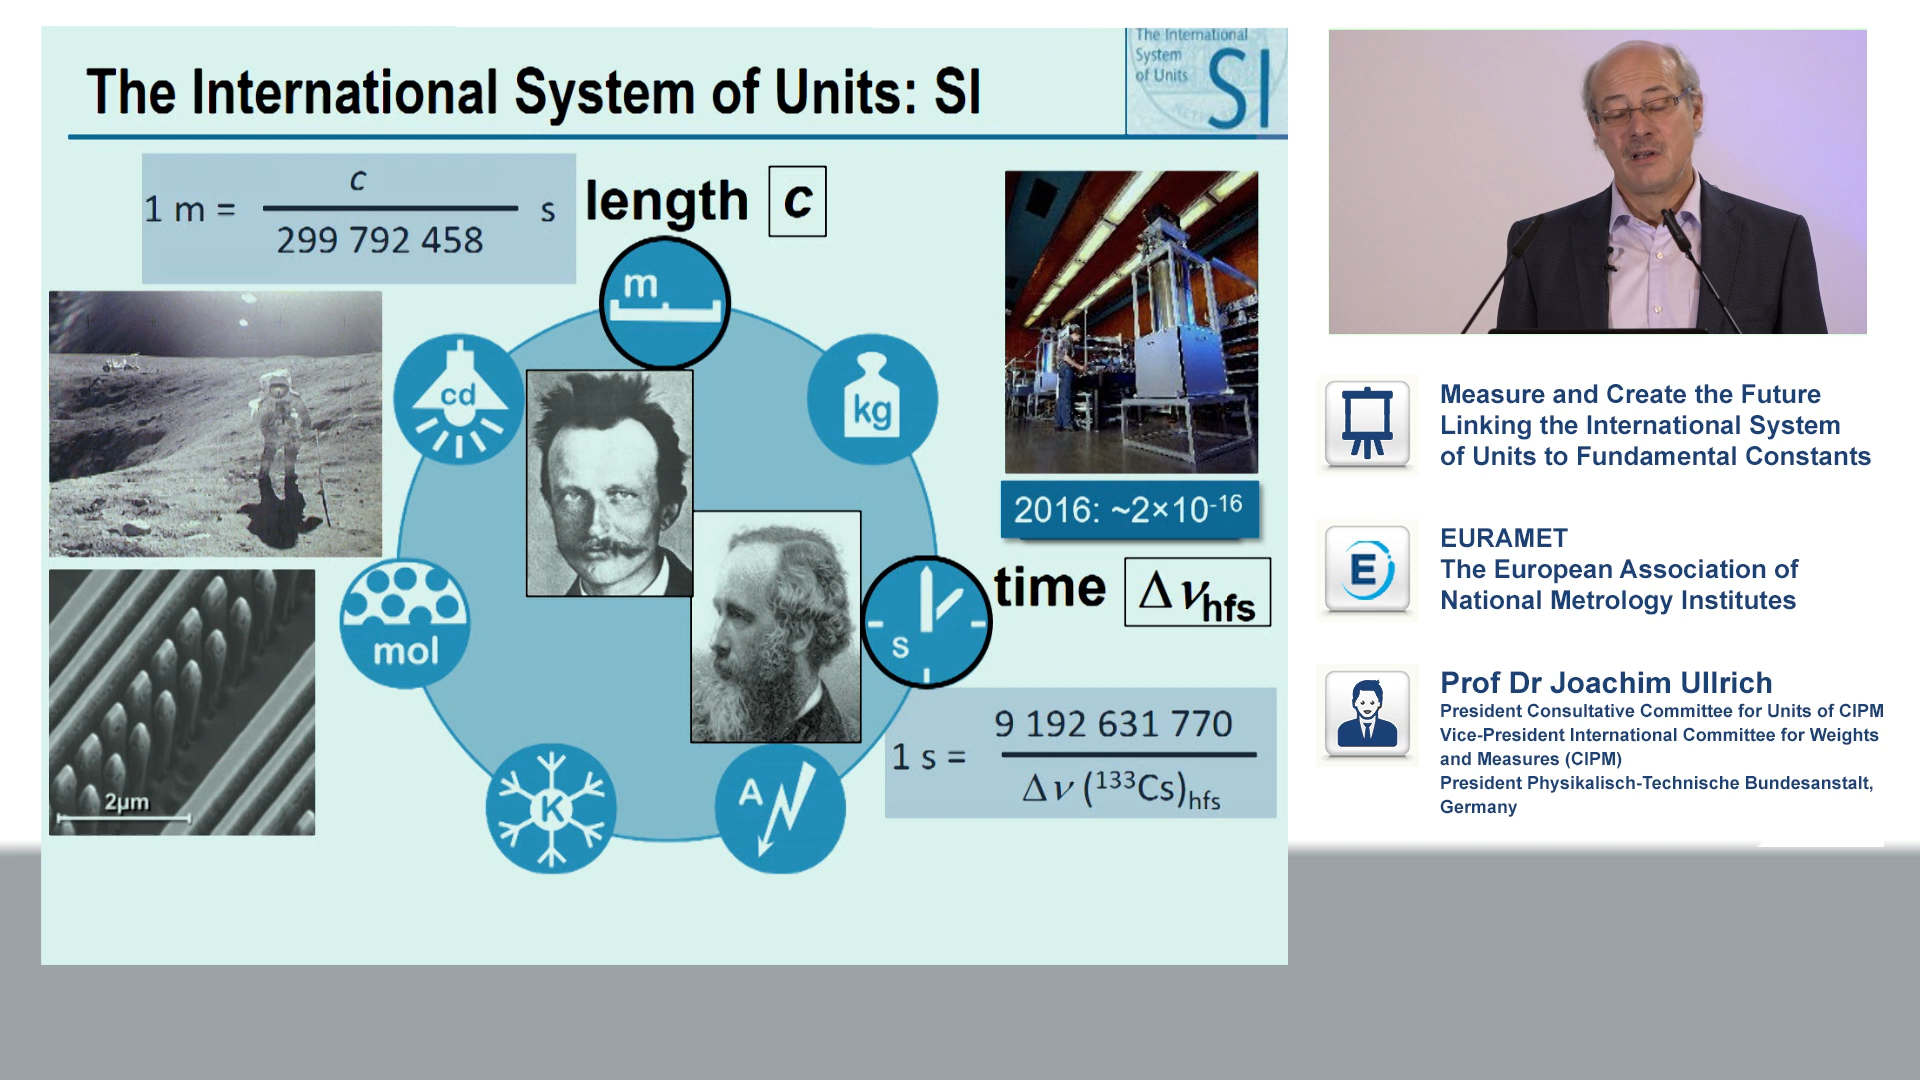 The International System of Units: SI
The International
System
of Units
SI
1 m = c / 299 792 458 s
length c
m
cd
kg
2016: ~2×10-16
time Δνhfs
s
mol
2µm
K
A
1 s = 9 192 631 770 / Δν (133Cs)hfs
Measure and Create the Future
Linking the International System
of Units to Fundamental Constants
E
EURAMET
The European Association of
National Metrology Institutes
Prof Dr Joachim Ullrich
President Consultative Committee for Units of CIPM
Vice-President International Committee for Weights
and Measures (CIPM)
President Physikalisch-Technische Bundesanstalt,
Germany